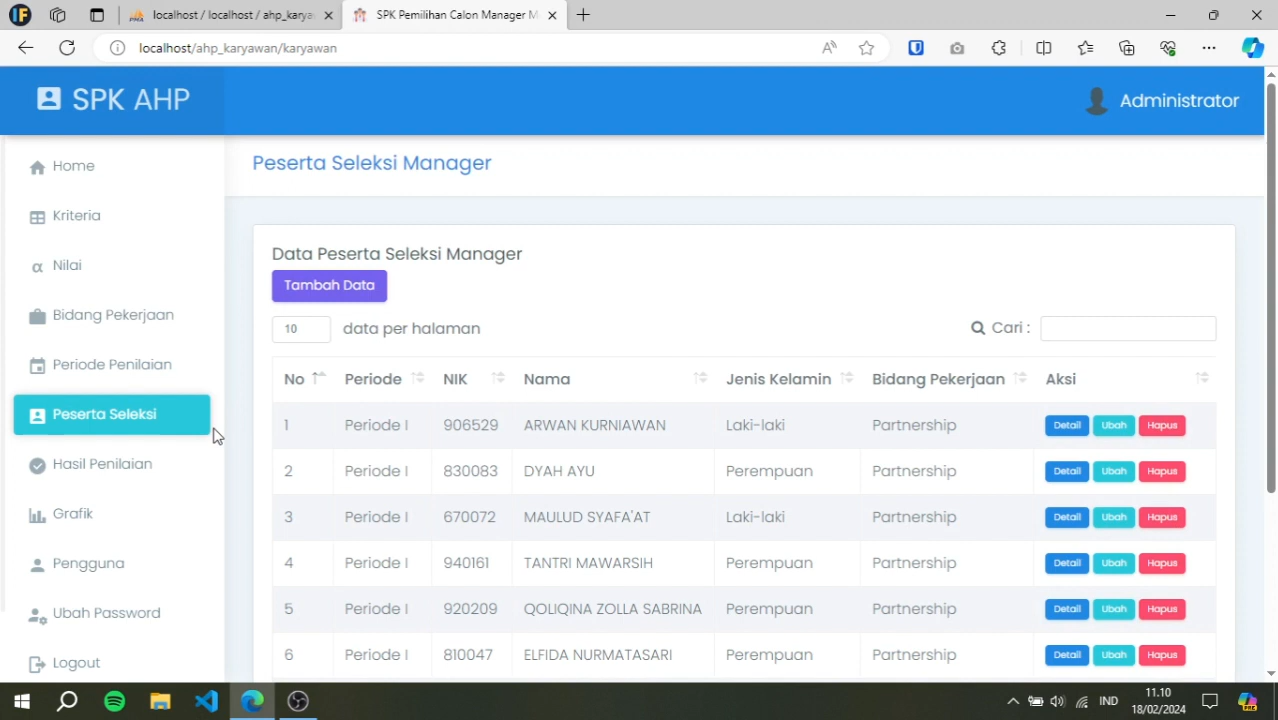 localhost / localhost / ahp_karya
SPK Pemilihan Calon Manager M
localhost/ahp_karyawan/karyawan
SPK AHP
Administrator
Home
Kriteria
Nilai
Bidang Pekerjaan
Periode Penilaian
Peserta Seleksi
Hasil Penilaian
Grafik
Pengguna
Ubah Password
Logout
Peserta Seleksi Manager
Data Peserta Seleksi Manager
Tambah Data
10 data per halaman
Cari :
No Periode NIK Nama Jenis Kelamin Bidang Pekerjaan Aksi
1 Periode I 906529 ARWAN KURNIAWAN Laki-laki Partnership Detail Ubah Hapus
2 Periode I 830083 DYAH AYU Perempuan Partnership Detail Ubah Hapus
3 Periode I 670072 MAULUD SYAFA'AT Laki-laki Partnership Detail Ubah Hapus
4 Periode I 940161 TANTRI MAWARSIH Perempuan Partnership Detail Ubah Hapus
5 Periode I 920209 QOLIQINA ZOLLA SABRINA Perempuan Partnership Detail Ubah Hapus
6 Periode I 810047 ELFIDA NURMATASARI Perempuan Partnership Detail Ubah Hapus
IND
11.10
18/02/2024